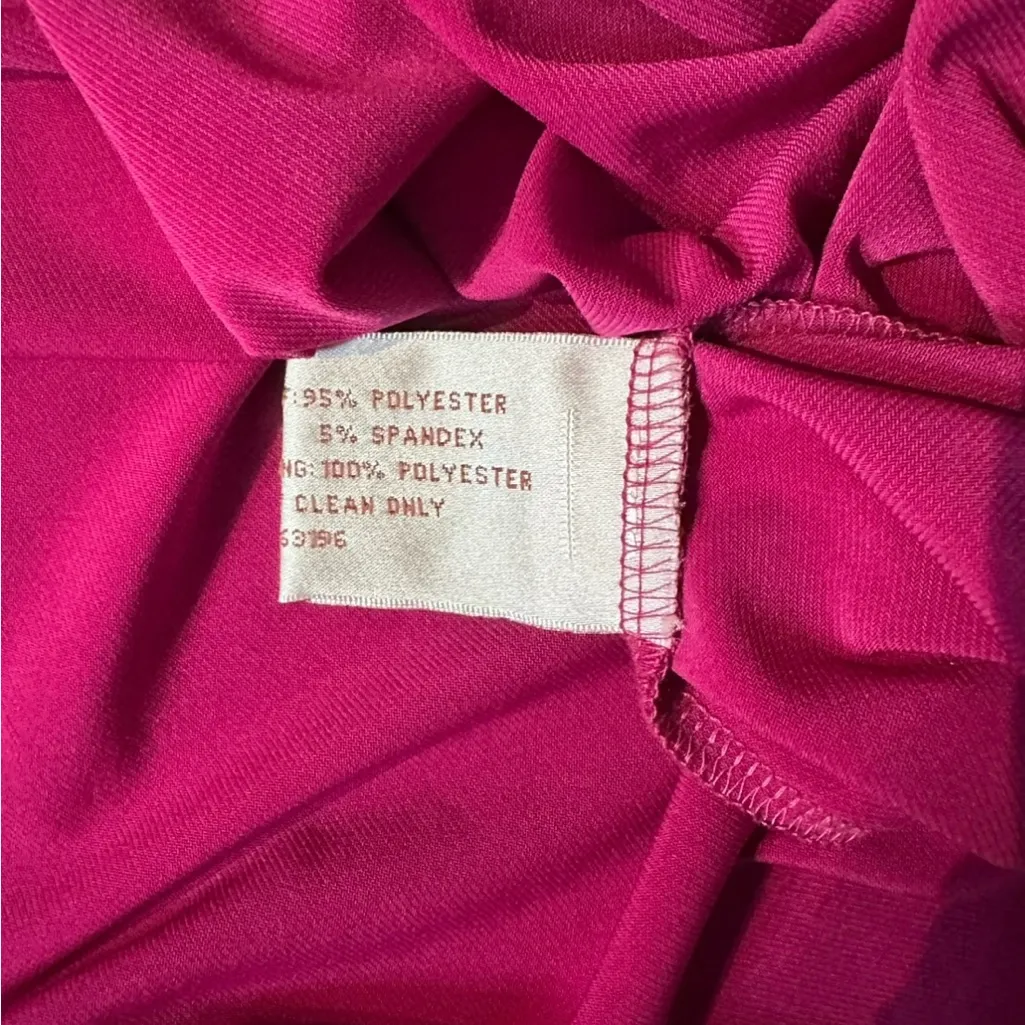 F:95% POLYESTER
5% SPANDEX
NG:100% POLYESTER
CLEAN ONLY
63196